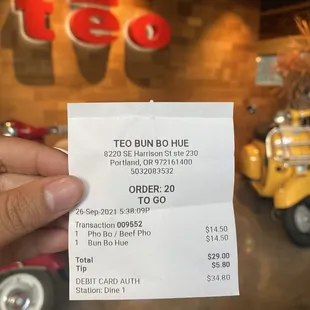 téo
téo
TEO BUN BO HUE
8220 SE Harrison St ste 230
Portland, OR 972161400
5032083532
ORDER: 20
TO GO
26-Sep-2021 5:38:09P
Transaction 009552
1 Pho Bo / Beef Pho $14.50
1 Bun Bo Hue $14.50
Total $29.00
Tip $5.80
DEBIT CARD AUTH $34.80
Station: Dine 1